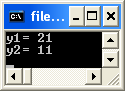 file...
y1= 21
y2= 11